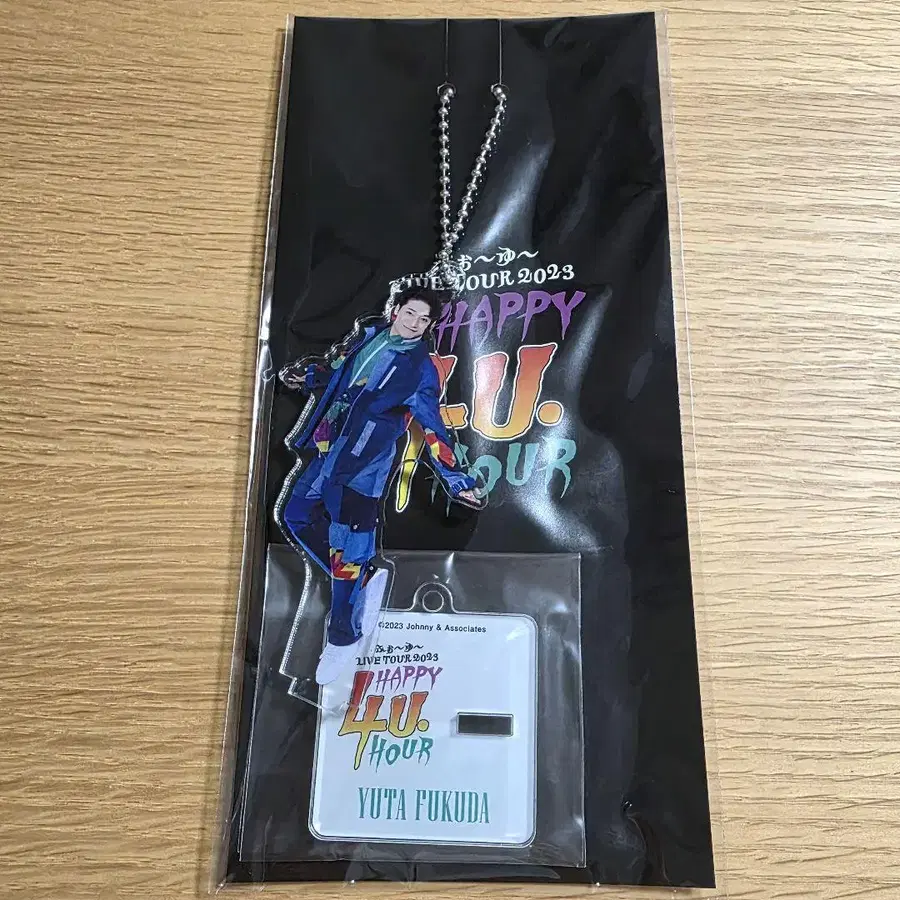 ぉ〜ゆ〜
LIVE TOUR 2023
HAPPY
4U.
HOUR
©2023 Johnny & Associates
ふぉ〜ゆ〜
LIVE TOUR 2023
HAPPY
4U.
HOUR
YUTA FUKUDA